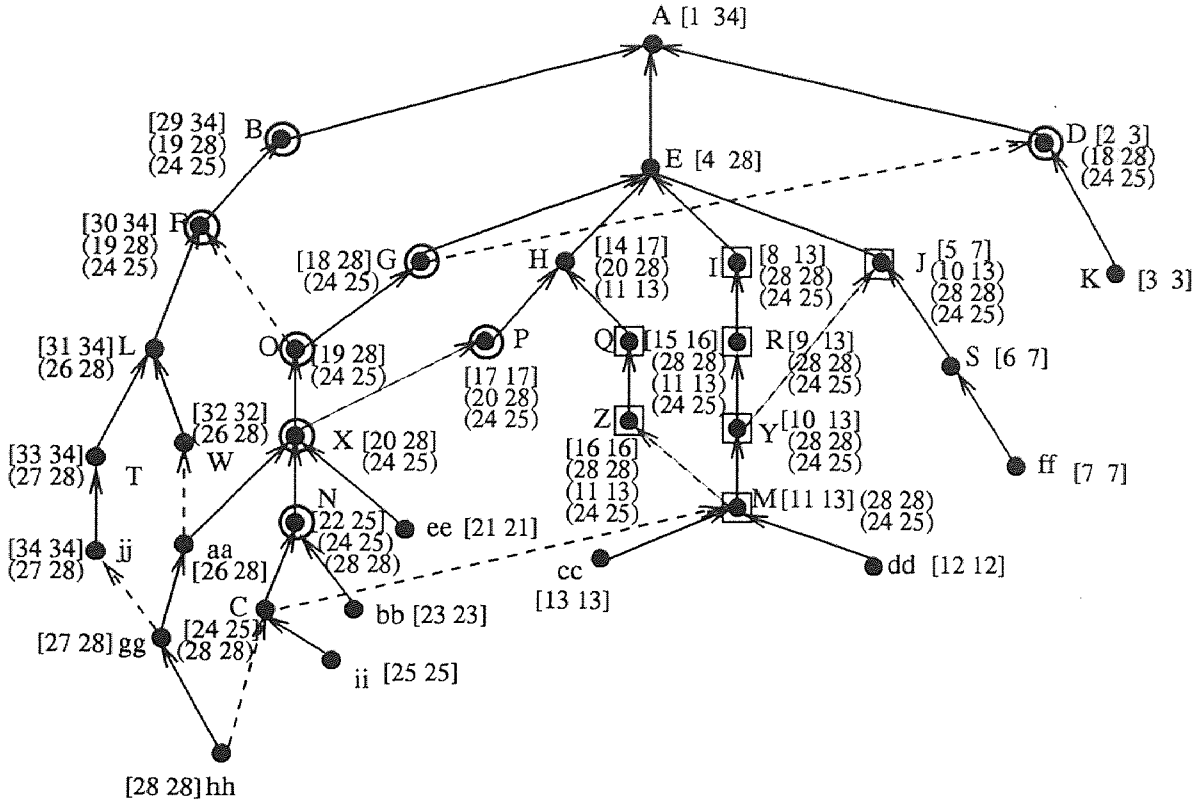 A [1 34]
B
[29 34]
(19 28)
(24 25)
D [2 3]
(18 28)
(24 25)
E [4 28]
F
[30 34]
(19 28)
(24 25)
G
[18 28]
(24 25)
H
[14 17]
(20 28)
(11 13)
I
[8 13]
(28 28)
(24 25)
J
[5 7]
(10 13)
(28 28)
(24 25)
K [3 3]
[31 34] L
(26 28)
O
[19 28]
(24 25)
P
[17 17]
(20 28)
(24 25)
Q
[15 16]
(28 28)
(11 13)
(24 25)
R [9 13]
(28 28)
(24 25)
S [6 7]
[33 34]
(27 28)
T
[32 32]
(26 28)
W
X [20 28]
(24 25)
Z
[16 16]
(28 28)
(11 13)
(24 25)
Y [10 13]
(28 28)
(24 25)
ff [7 7]
N
[22 25]
(24 25)
(28 28)
ee [21 21]
M [11 13] (28 28)
(24 25)
[34 34] jj
(27 28)
aa
[26 28]
cc
[13 13]
dd [12 12]
C
[24 25]
(28 28)
bb [23 23]
[27 28] gg
ii [25 25]
[28 28] hh